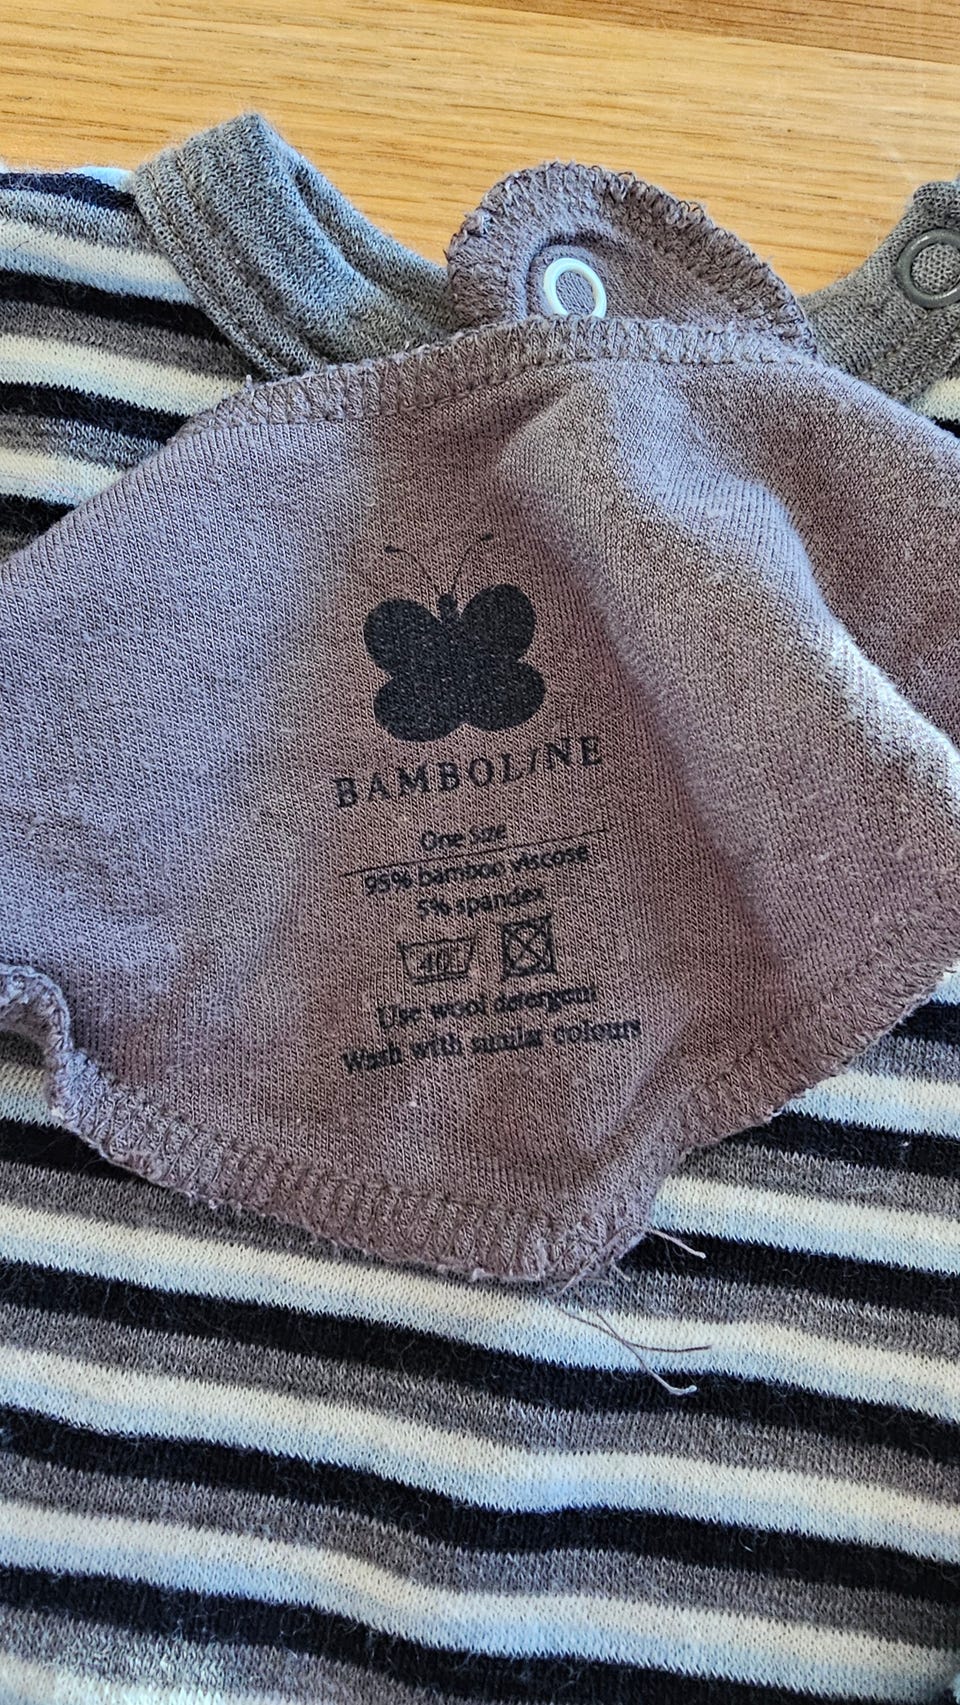 BAMBOLINE
One size
95% bamboo viscose
5% spandex
40
Use wool detergent
Wash with similar colours